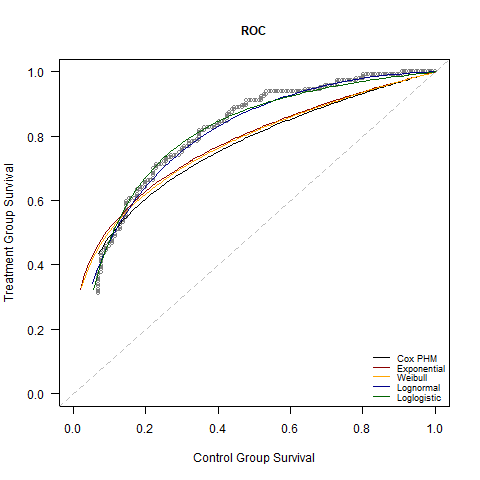 ROC
Treatment Group Survival
1.0
0.8
0.6
0.4
0.2
0.0
Cox PHM
Exponential
Weibull
Lognormal
Loglogistic
0.0 0.2 0.4 0.6 0.8 1.0
Control Group Survival